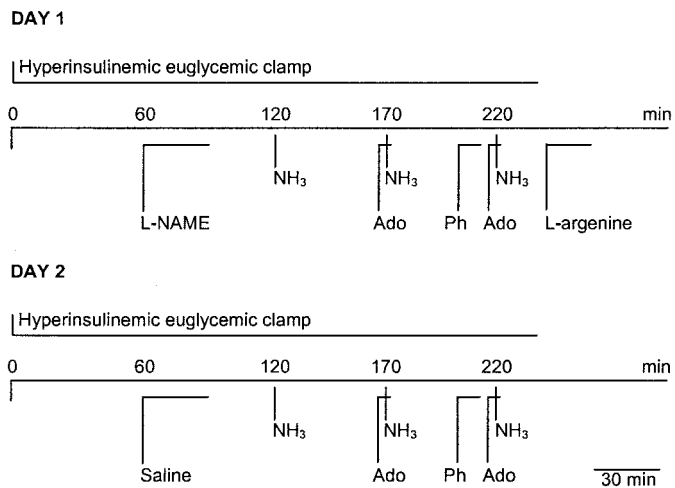 DAY 1
Hyperinsulinemic euglycemic clamp
0 60 120 170 220 min
NH3 NH3 NH3
L-NAME Ado Ph Ado L-argenine
DAY 2
Hyperinsulinemic euglycemic clamp
0 60 120 170 220 min
NH3 NH3 NH3
Saline Ado Ph Ado 30 min